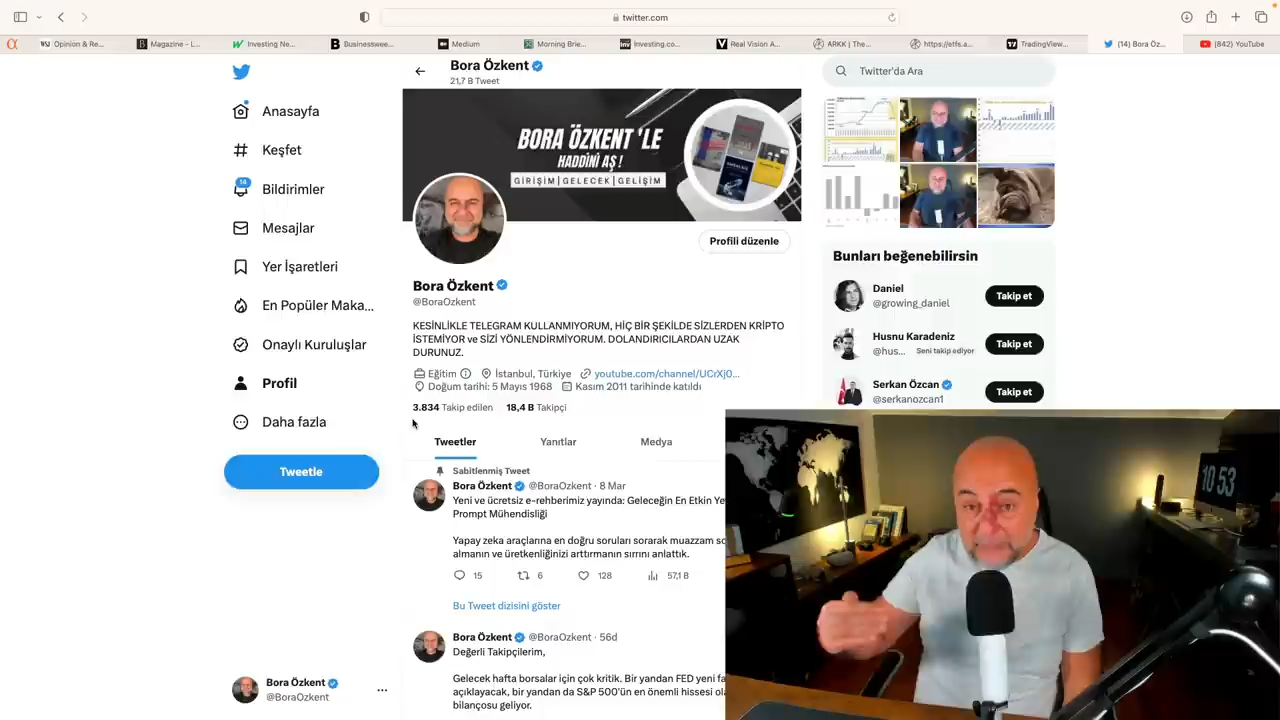 twitter.com
Opinion & Re...
Magazine – L...
Investing Ne...
Businesswee...
Medium
Morning Brie...
Investing.co...
Real Vision A...
ARKK | The...
https://etfs.a...
TradingView...
(14) Bora Öz...
(842) YouTube
Bora Özkent
21,7 B Tweet
Twitter'da Ara
Anasayfa
Keşfet
14
Bildirimler
Mesajlar
Yer İşaretleri
En Popüler Maka...
Onaylı Kuruluşlar
Profil
Daha fazla
Tweetle
Bora Özkent
@BoraOzkent
BORA ÖZKENT'LE
HADDİNİ AŞ !
GİRİŞİM | GELECEK | GELİŞİM
Profili düzenle
Bora Özkent
@BoraOzkent
KESİNLİKLE TELEGRAM KULLANMIYORUM, HİÇ BİR ŞEKİLDE SİZLERDEN KRİPTO
İSTEMİYOR ve SİZİ YÖNLENDİRMİYORUM. DOLANDIRICILARDAN UZAK
DURUNUZ.
Eğitim İstanbul, Türkiye youtube.com/channel/UCrXj0...
Doğum tarihi: 5 Mayıs 1968 Kasım 2011 tarihinde katıldı
3.834 Takip edilen 18,4 B Takipçi
Tweetler Yanıtlar Medya
Sabitlenmiş Tweet
Bora Özkent @BoraOzkent · 8 Mar
Yeni ve ücretsiz e-rehberimiz yayında: Geleceğin En Etkin Ye
Prompt Mühendisliği
Yapay zeka araçlarına en doğru soruları sorarak muazzam so
almanın ve üretkenliğinizi arttırmanın sırrını anlattık.
15 6 128 57,1 B
Bu Tweet dizisini göster
Bora Özkent @BoraOzkent · 56d
Değerli Takipçilerim,
Gelecek hafta borsalar için çok kritik. Bir yandan FED yeni fa
açıklayacak, bir yandan da S&P 500'ün en önemli hissesi ola
bilançosu geliyor.
Bunları beğenebilirsin
Daniel
@growing_daniel
Takip et
Husnu Karadeniz
@hus... Seni takip ediyor
Takip et
Serkan Özcan
@serkanozcan1
Takip et
10 53